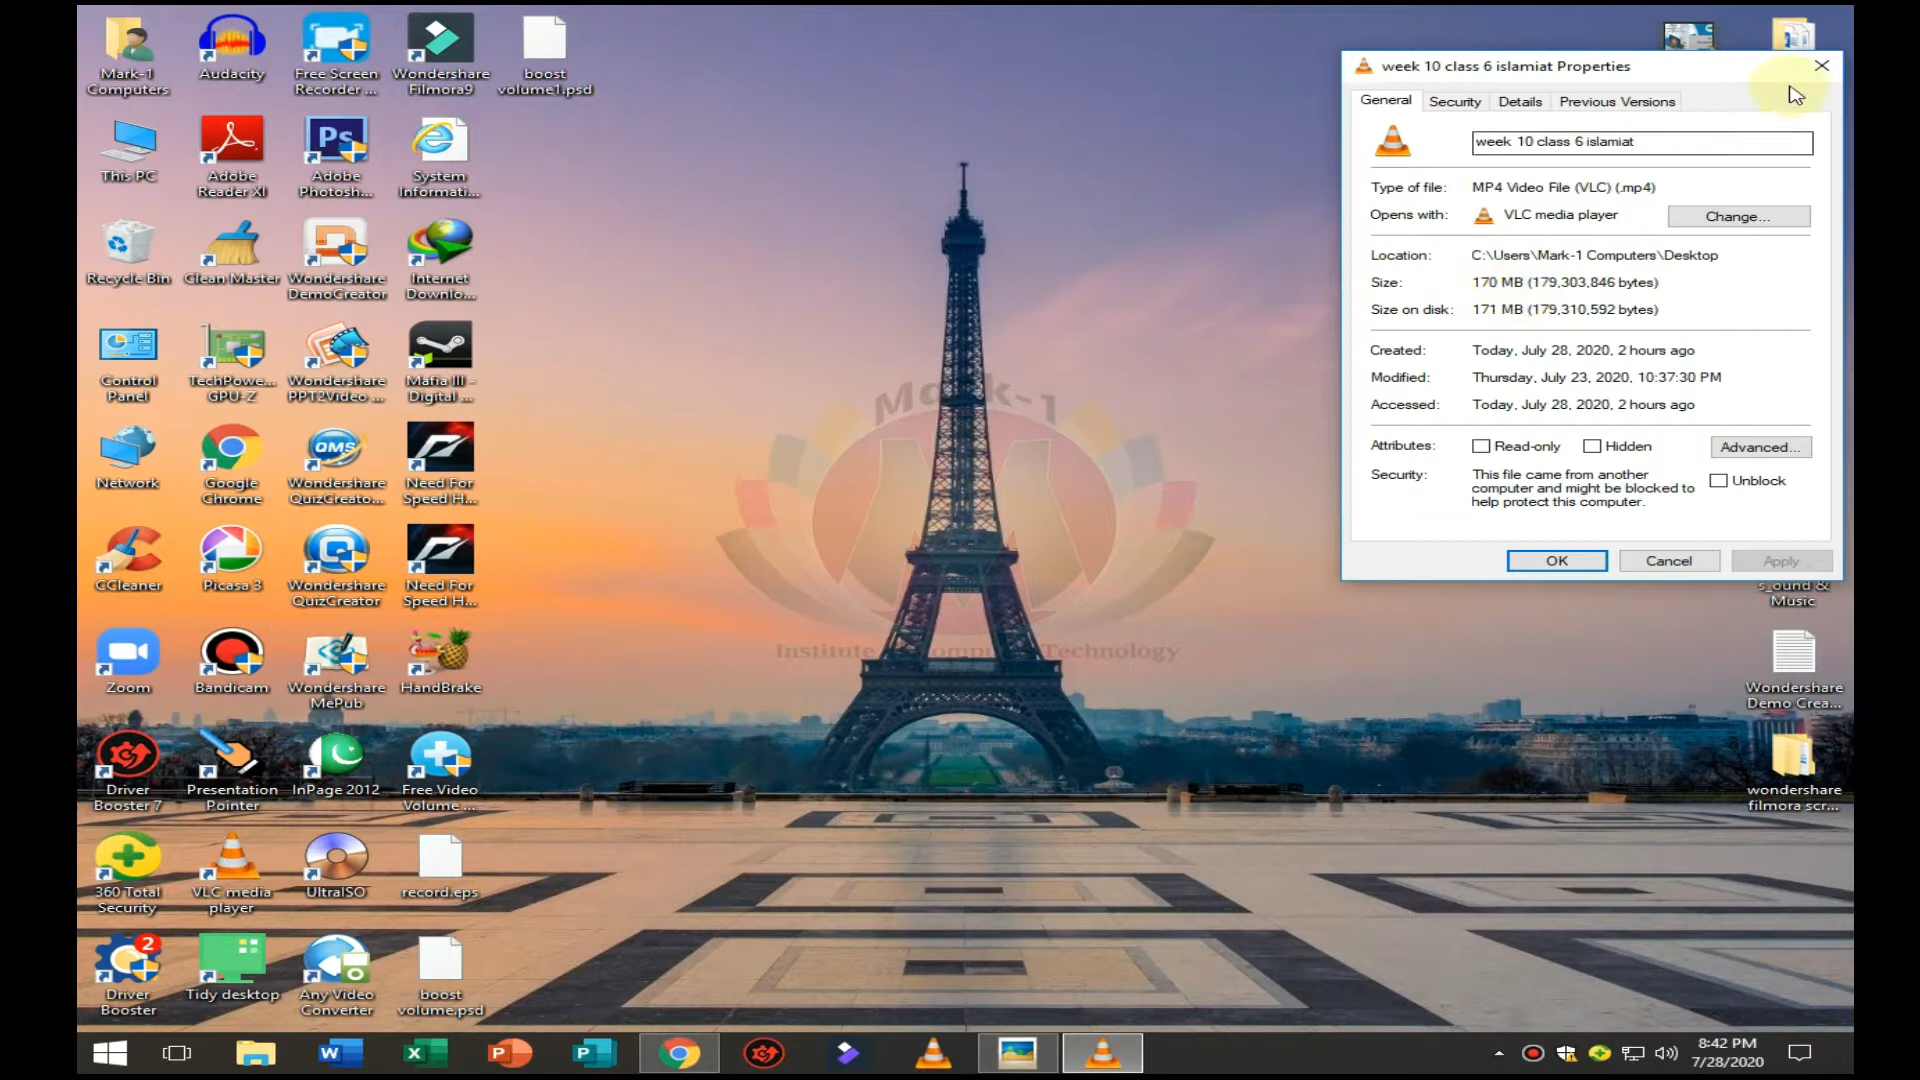 Mark-1
Computers
Audacity
Free Screen
Recorder ...
Wondershare
Filmora9
boost
volume1.psd
This PC
Adobe
Reader XI
Adobe
Photosh...
System
Informati...
Recycle Bin
Clean Master
Wondershare
DemoCreator
Internet
Downlo...
Control
Panel
TechPowe...
GPU-Z
Wondershare
PPT2Video ...
Mafia III -
Digital ...
Network
Google
Chrome
QMS
Wondershare
QuizCreato...
Need For
Speed H...
CCleaner
Picasa 3
Wondershare
QuizCreator
Need For
Speed H...
Zoom
Bandicam
Wondershare
MePub
HandBrake
Driver
Booster 7
Presentation
Pointer
InPage 2012
Free Video
Volume ...
360 Total
Security
VLC media
player
UltraISO
record.eps
2
Driver
Booster
Tidy desktop
Any Video
Converter
boost
volume.psd
Mark-1
Institute of Computer Technology
week 10 class 6 islamiat Properties
General
Security
Details
Previous Versions
week 10 class 6 islamiat
Type of file: MP4 Video File (VLC) (.mp4)
Opens with: VLC media player
Change...
Location: C:\Users\Mark-1 Computers\Desktop
Size: 170 MB (179,303,846 bytes)
Size on disk: 171 MB (179,310,592 bytes)
Created: Today, July 28, 2020, 2 hours ago
Modified: Thursday, July 23, 2020, 10:37:30 PM
Accessed: Today, July 28, 2020, 2 hours ago
Attributes: Read-only Hidden Advanced...
Security: This file came from another
computer and might be blocked to
help protect this computer.
Unblock
OK
Cancel
Apply
s_ound &
Music
Wondershare
Demo Crea...
wondershare
filmora scr...
8:42 PM
7/28/2020